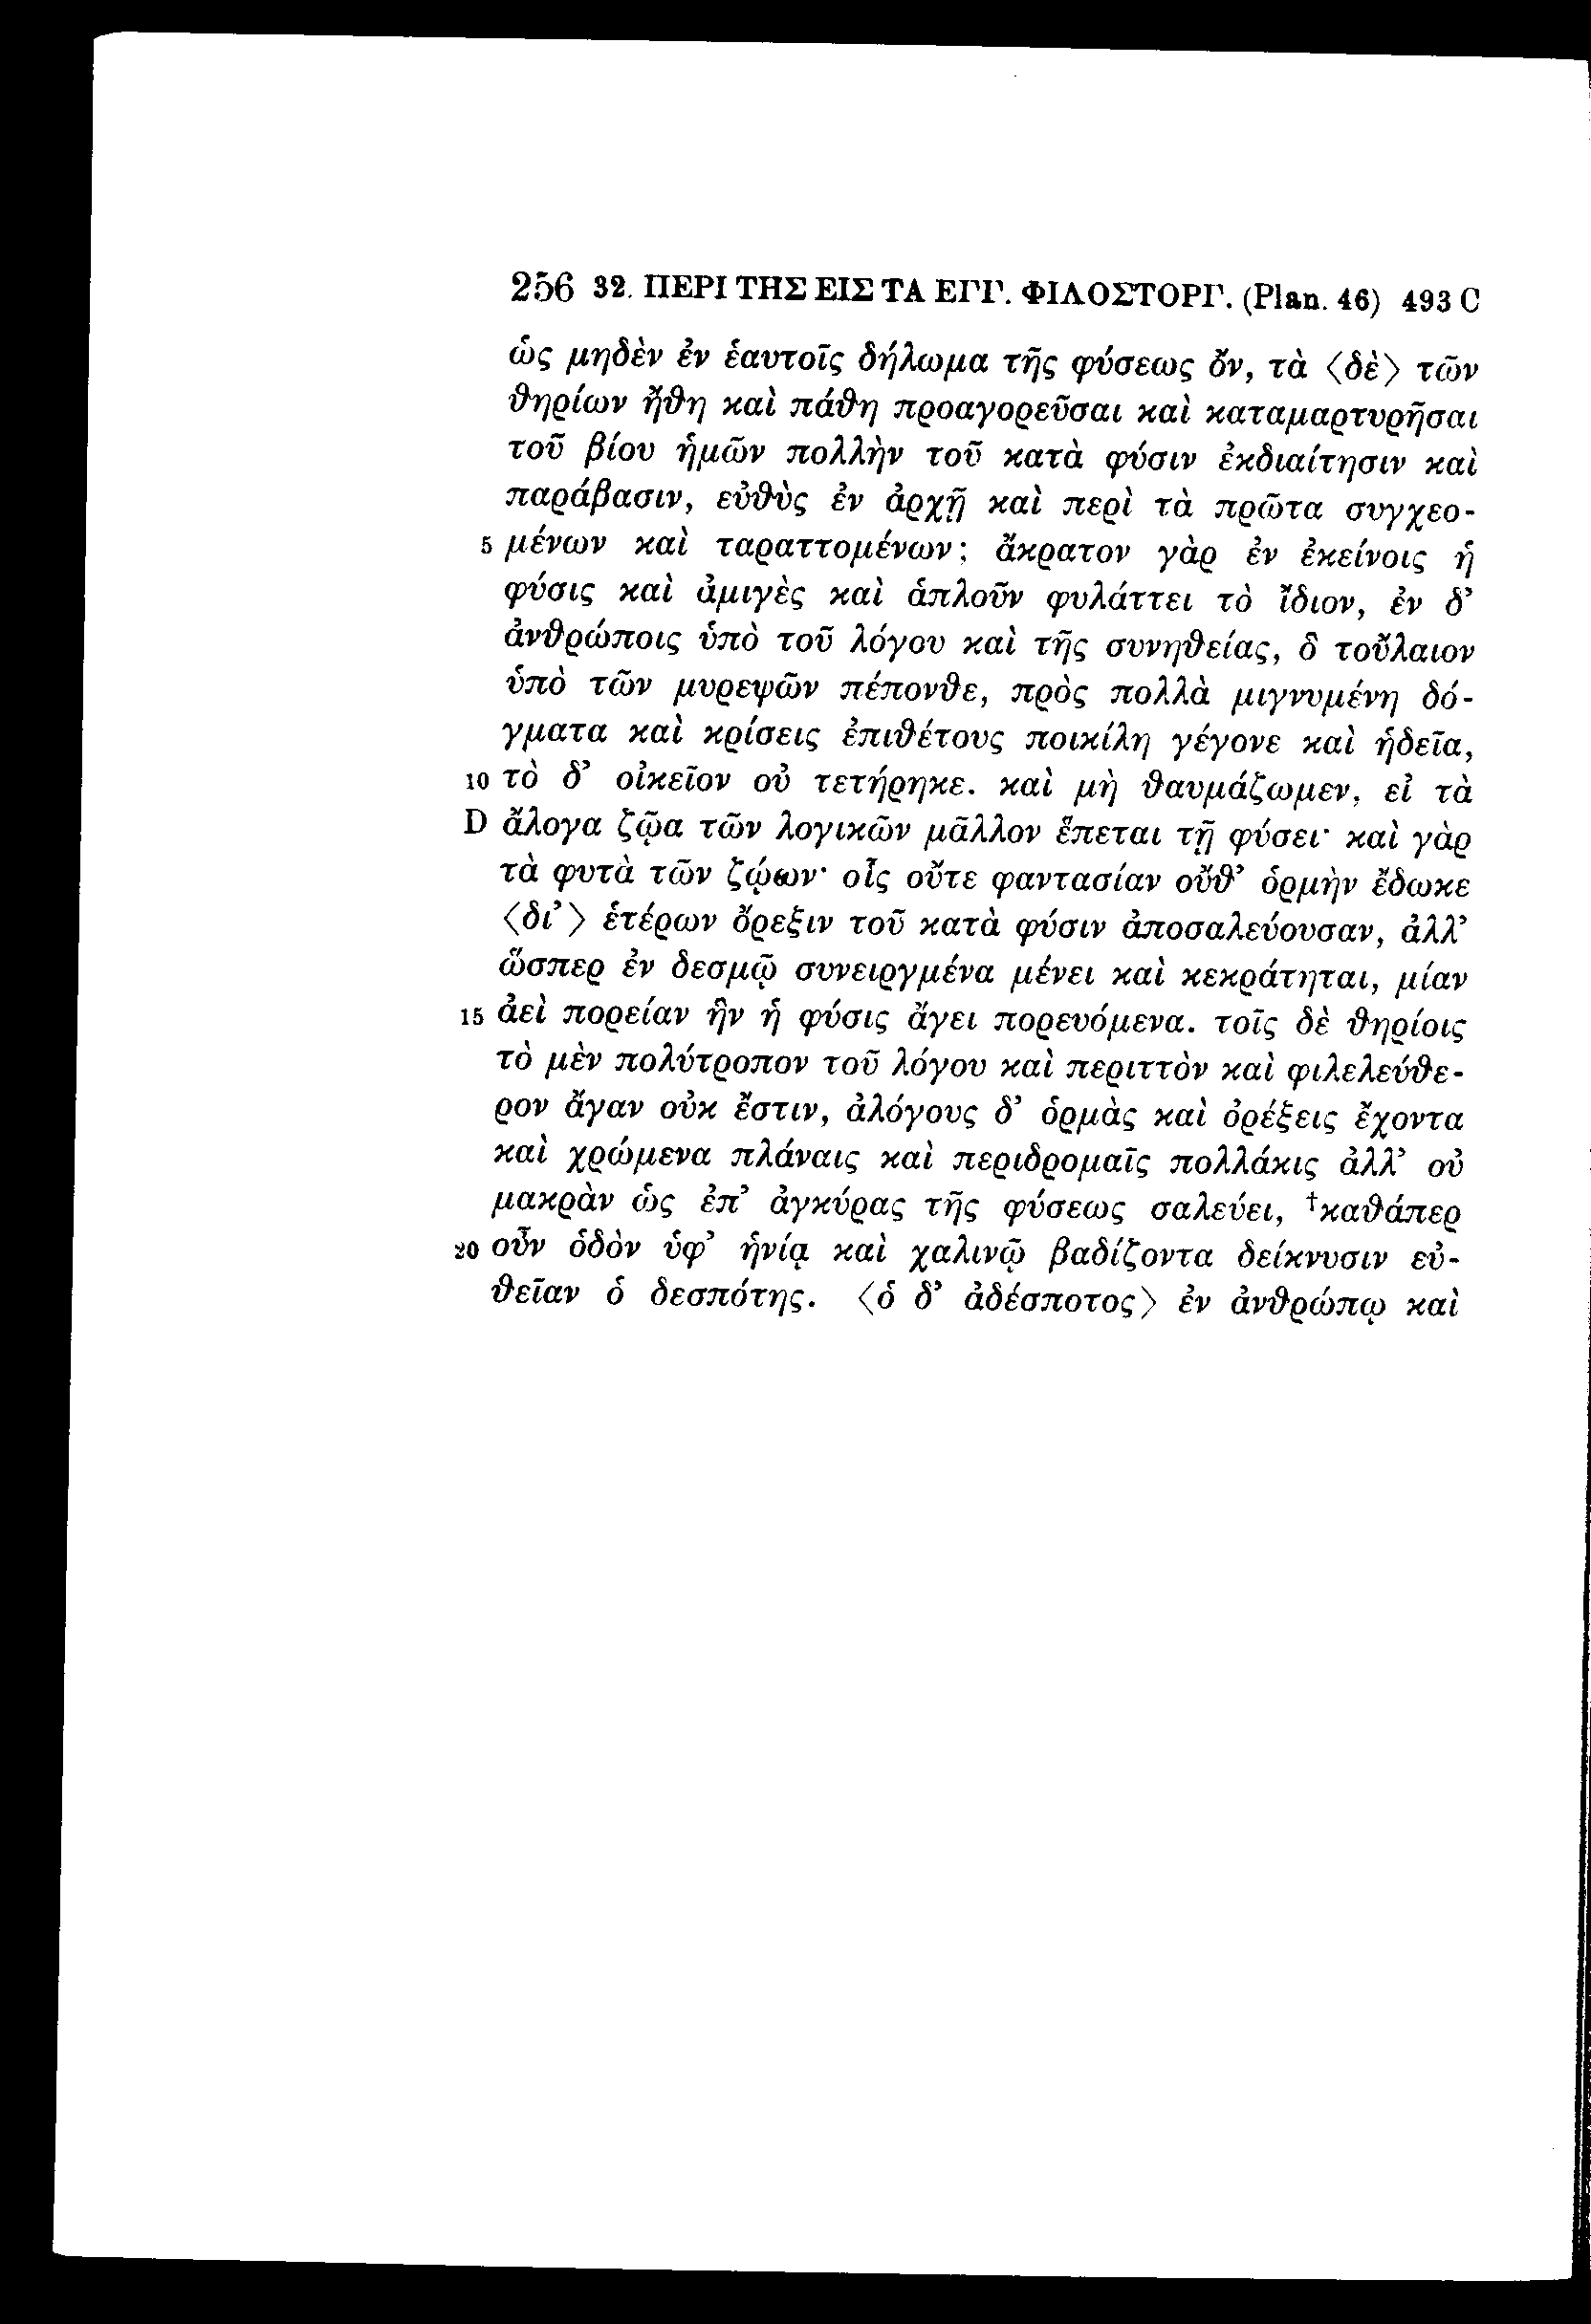 256 32. ΠΕΡΙ ΤΗΣ ΕΙΣ ΤΑ ΕΓΓ. ΦΙΛΟΣΤΟΡΓ. (Plan. 46) 493 C
ὡς μηδὲν ἐν ἑαυτοῖς δήλωμα τῆς φύσεως ὄν, τὰ ⟨δὲ⟩ τῶν
θηρίων ἤθη καὶ πάθη προαγορεῦσαι καὶ καταμαρτυρῆσαι
τοῦ βίου ἡμῶν πολλὴν τοῦ κατὰ φύσιν ἐκδιαίτησιν καὶ
παράβασιν, εὐθὺς ἐν ἀρχῇ καὶ περὶ τὰ πρῶτα συγχεο-
5 μένων καὶ ταραττομένων; ἄκρατον γὰρ ἐν ἐκείνοις ἡ
φύσις καὶ ἀμιγὲς καὶ ἁπλοῦν φυλάττει τὸ ἴδιον, ἐν δ’
ἀνθρώποις ὑπὸ τοῦ λόγου καὶ τῆς συνηθείας, ὃ τοὔλαιον
ὑπὸ τῶν μυρεψῶν πέπονθε, πρὸς πολλὰ μιγνυμένη δό-
γματα καὶ κρίσεις ἐπιθέτους ποικίλη γέγονε καὶ ἡδεῖα,
10 τὸ δ’ οἰκεῖον οὐ τετήρηκε. καὶ μὴ θαυμάζωμεν, εἰ τὰ
D ἄλογα ζῷα τῶν λογικῶν μᾶλλον ἕπεται τῇ φύσει· καὶ γὰρ
τὰ φυτὰ τῶν ζῴων· οἷς οὔτε φαντασίαν οὔθ’ ὁρμὴν ἔδωκε
⟨δι’⟩ ἑτέρων ὄρεξιν τοῦ κατὰ φύσιν ἀποσαλεύουσαν, ἀλλ’
ὥσπερ ἐν δεσμῷ συνειργμένα μένει καὶ κεκράτηται, μίαν
15 ἀεὶ πορείαν ἣν ἡ φύσις ἄγει πορευόμενα. τοῖς δὲ θηρίοις
τὸ μὲν πολύτροπον τοῦ λόγου καὶ περιττὸν καὶ φιλελεύθε-
ρον ἄγαν οὐκ ἔστιν, ἀλόγους δ’ ὁρμὰς καὶ ὀρέξεις ἔχοντα
καὶ χρώμενα πλάναις καὶ περιδρομαῖς πολλάκις ἀλλ’ οὐ
μακρὰν ὡς ἐπ’ ἀγκύρας τῆς φύσεως σαλεύει, †καθάπερ
20 οὖν ὁδὸν ὑφ’ ἡνίᾳ καὶ χαλινῷ βαδίζοντα δείκνυσιν εὐ-
θεῖαν ὁ δεσπότης. ⟨ὁ δ’ ἀδέσποτος⟩ ἐν ἀνθρώπῳ καὶ